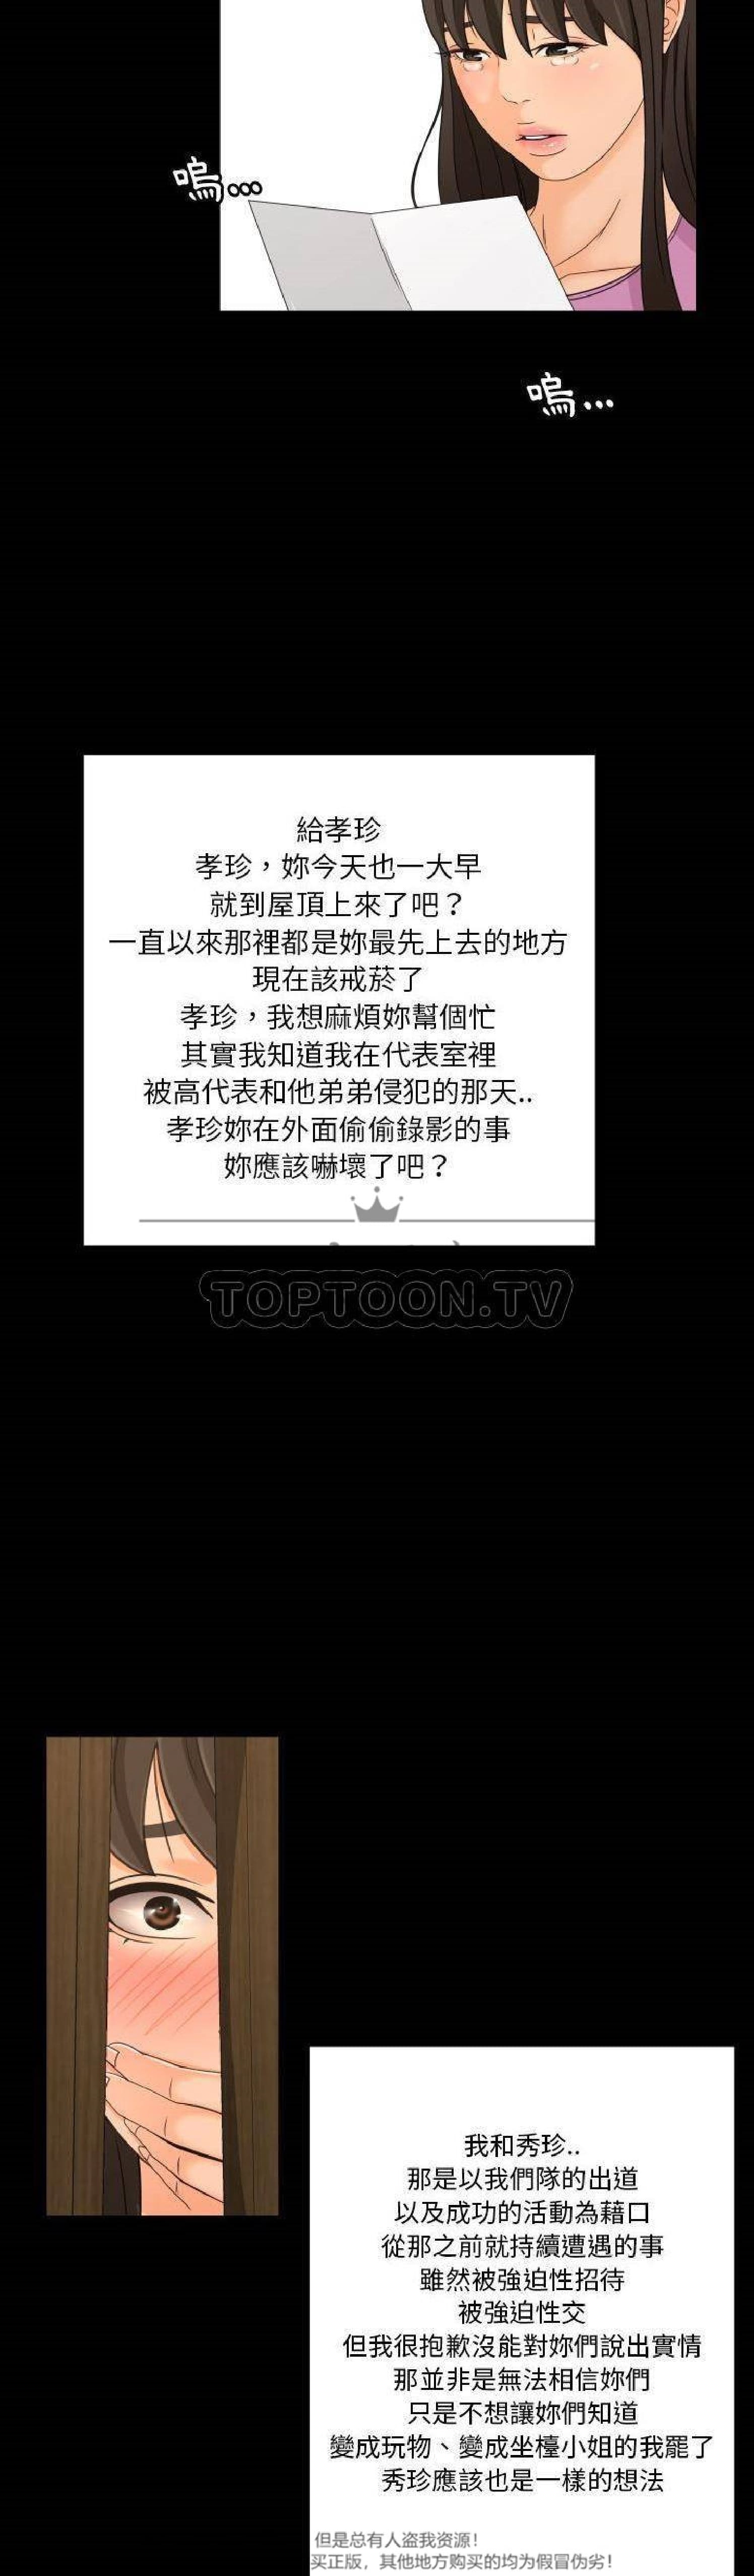 嗚...
嗚...
給孝珍
孝珍，妳今天也一大早
就到屋頂上來了吧？
一直以來那裡都是妳最先上去的地方
現在該戒菸了
孝珍，我想麻煩妳幫個忙
其實我知道我在代表室裡
被高代表和他弟弟侵犯的那天..
孝珍妳在外面偷偷錄影的事
妳應該嚇壞了吧？
TOPTOON.TV
我和秀珍..
那是以我們隊的出道
以及成功的活動為藉口
從那之前就持續遭遇的事
雖然被強迫性招待
被強迫性交
但我很抱歉沒能對妳們說出實情
那並非是無法相信妳們
只是不想讓妳們知道
變成玩物、變成坐檯小姐的我罷了
秀珍應該也是一樣的想法
但是总有人盗我资源！
买正版，其他地方购买的均为假冒伪劣！